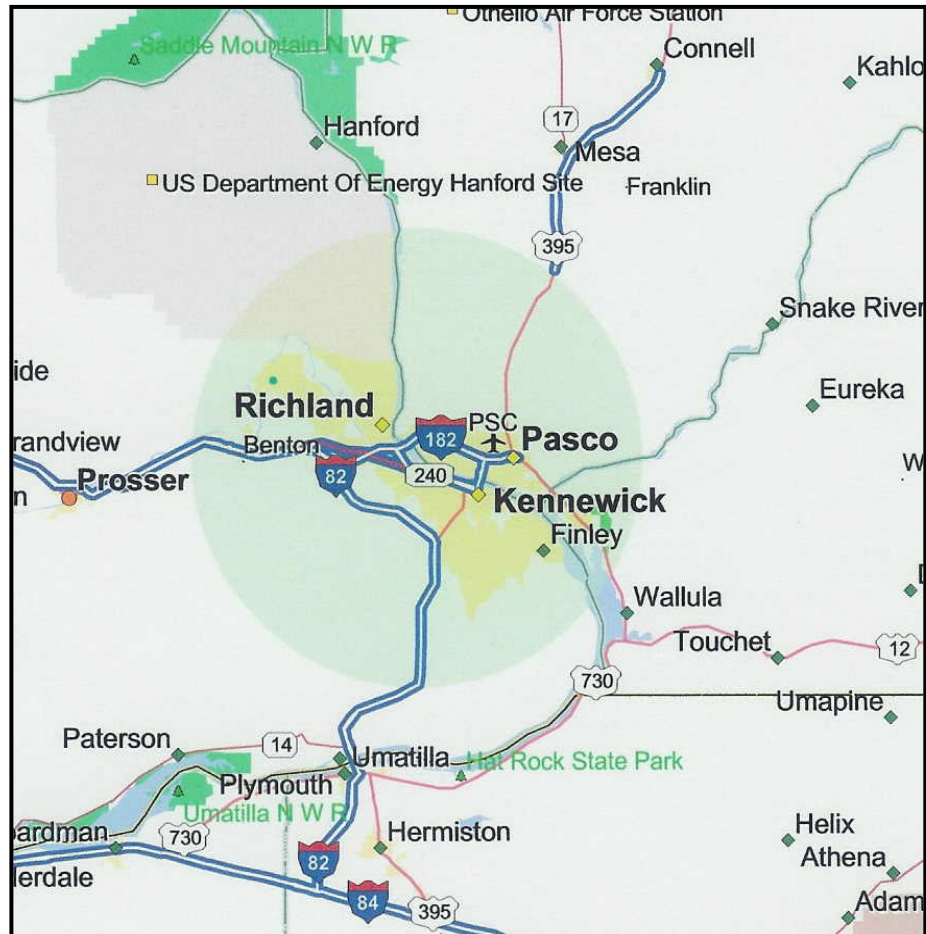 Othello Air Force Station
Saddle Mountain N W R
Connell
Kahlo
17
Hanford
Mesa
US Department Of Energy Hanford Site
Franklin
395
Snake River
ide
Eureka
Richland
PSC
182
randview
Benton
Pasco
W
82
240
Prosser
n
Kennewick
Finley
Wallula
Touchet
12
730
Umapine
Paterson
14
Umatilla
Hat Rock State Park
Plymouth
Umatilla N W R
730
oardman
Hermiston
Helix
82
Athena
lerdale
84
395
Adam